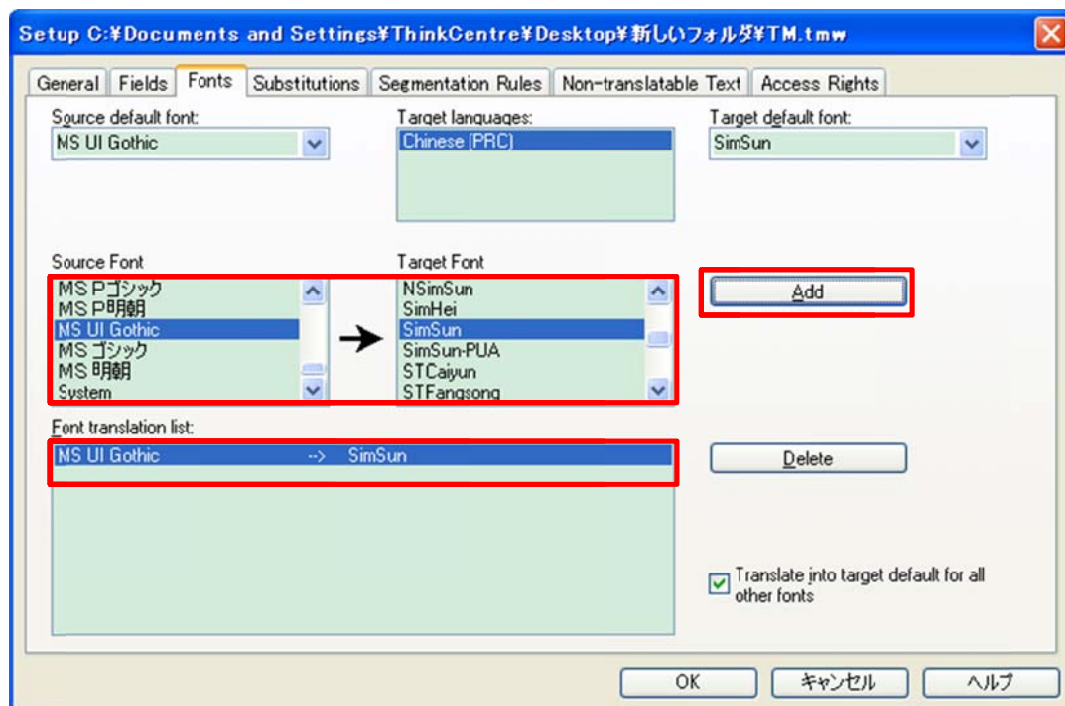 Setup C:¥Documents and Settings¥ThinkCentre¥Desktop¥新しいフォルダ¥TM.tmw
General Fields Fonts Substitutions Segmentation Rules Non-translatable Text Access Rights
Source default font: Target languages: Target default font:
MS UI Gothic Chinese (PRC) SimSun
Source Font Target Font
MS Pゴシック NSimSun Add
MS P明朝 SimHei
MS UI Gothic SimSun
MS ゴシック SimSun-PUA
MS 明朝 STCaiyun
System STFangsong
Font translation list:
MS UI Gothic --> SimSun Delete
Translate into target default for all
other fonts
OK キャンセル ヘルプ